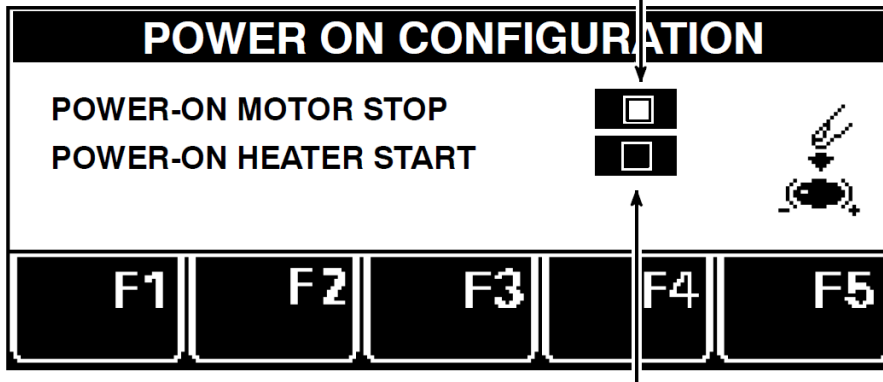 POWER ON CONFIGURATION
POWER-ON MOTOR STOP
POWER-ON HEATER START
F1 F2 F3 F4 F5